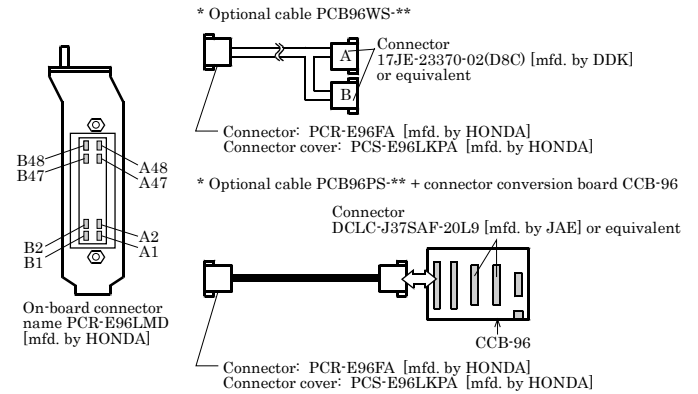 * Optional cable PCB96WS-**
Connector
17JE-23370-02(D8C) [mfd. by DDK]
or equivalent
A
B
Connector: PCR-E96FA [mfd. by HONDA]
Connector cover: PCS-E96LKPA [mfd. by HONDA]
B48
B47
A48
A47
B2
B1
A2
A1
On-board connector
name PCR-E96LMD
[mfd. by HONDA]
* Optional cable PCB96PS-** + connector conversion board CCB-96
Connector
DCLC-J37SAF-20L9 [mfd. by JAE] or equivalent
CCB-96
Connector: PCR-E96FA [mfd. by HONDA]
Connector cover: PCS-E96LKPA [mfd. by HONDA]